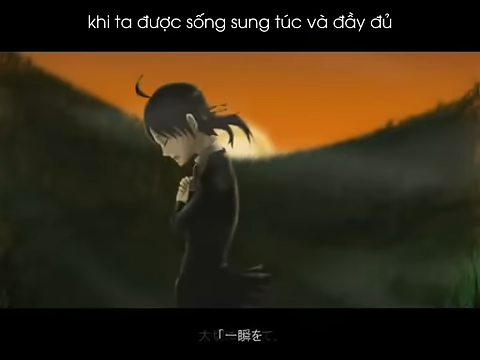 khi ta được sống sung túc và đầy đủ
「一瞬を